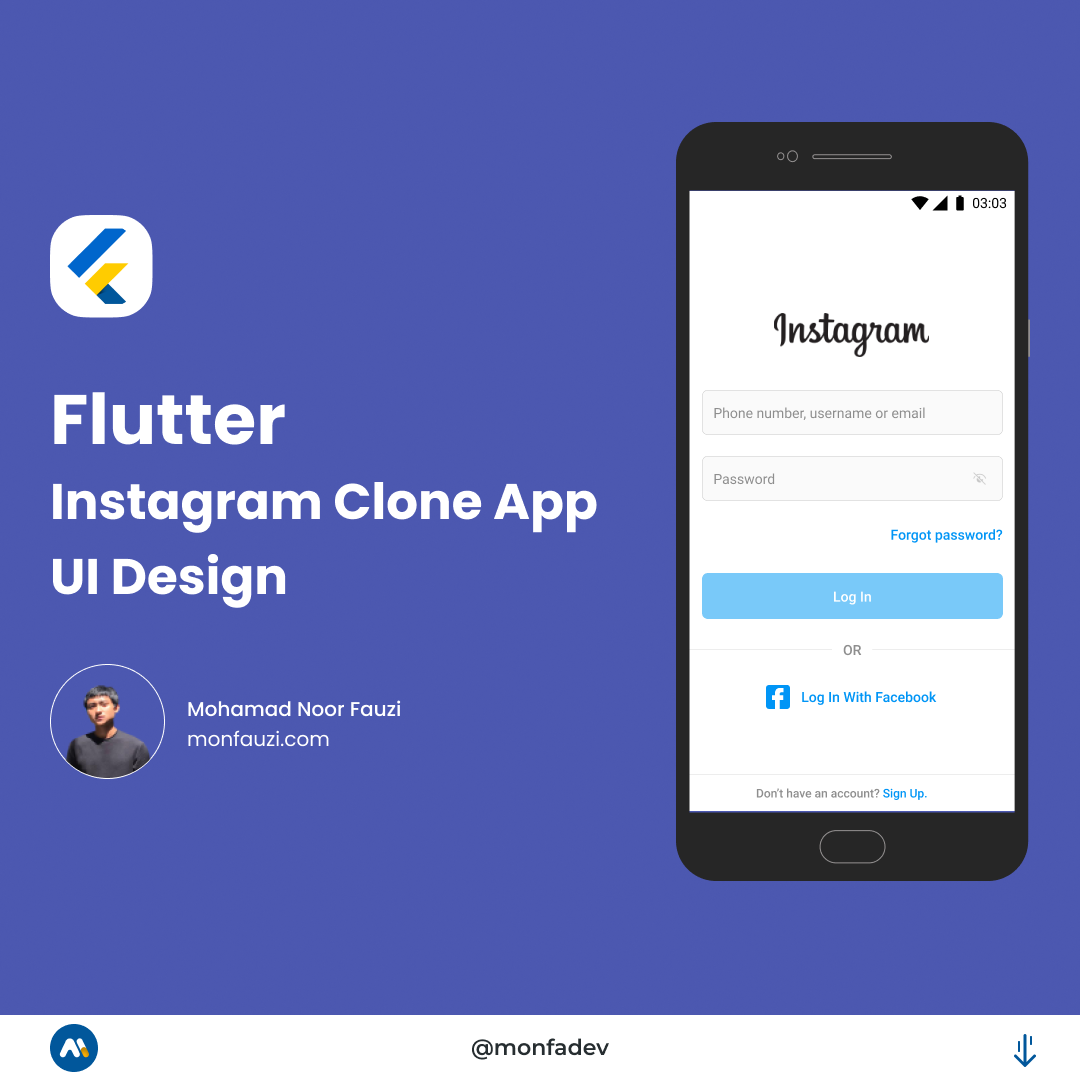 Flutter
Instagram Clone App
UI Design
Mohamad Noor Fauzi
monfauzi.com
03:03
Instagram
Phone number, username or email
Password
Forgot password?
Log In
OR
Log In With Facebook
Don't have an account? Sign Up.
@monfadev